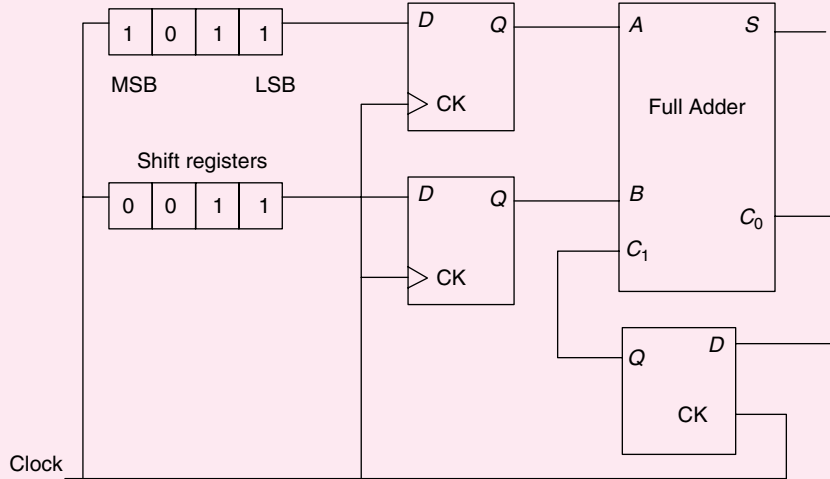 D Q A S
1 0 1 1
MSB LSB
CK
Full Adder
Shift registers
0 0 1 1
D Q B
C0
C1
CK
Q D
CK
Clock